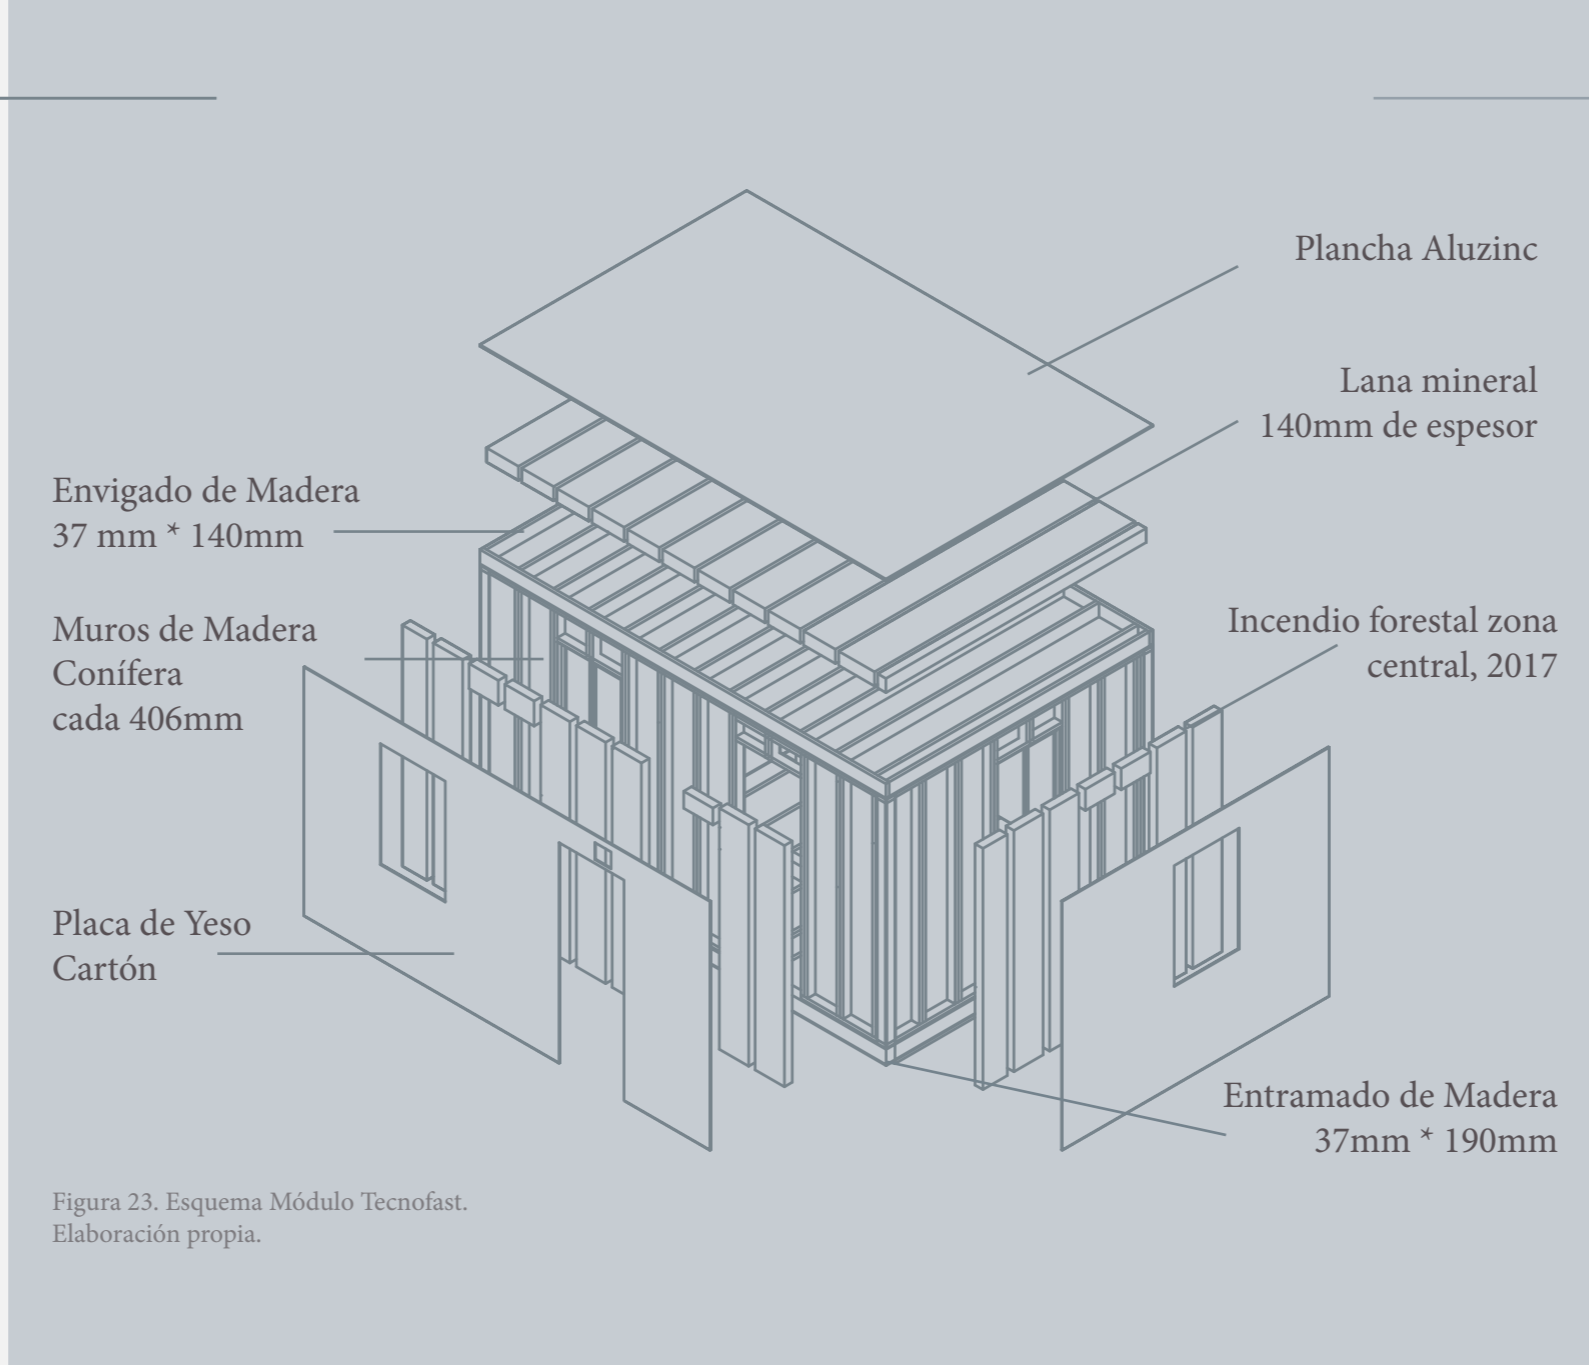 Plancha Aluzinc
Lana mineral
140mm de espesor
Envigado de Madera
37 mm * 140mm
Muros de Madera
Conífera
cada 406mm
Incendio forestal zona
central, 2017
Placa de Yeso
Cartón
Entramado de Madera
37mm * 190mm
Figura 23. Esquema Módulo Tecnofast.
Elaboración propia.